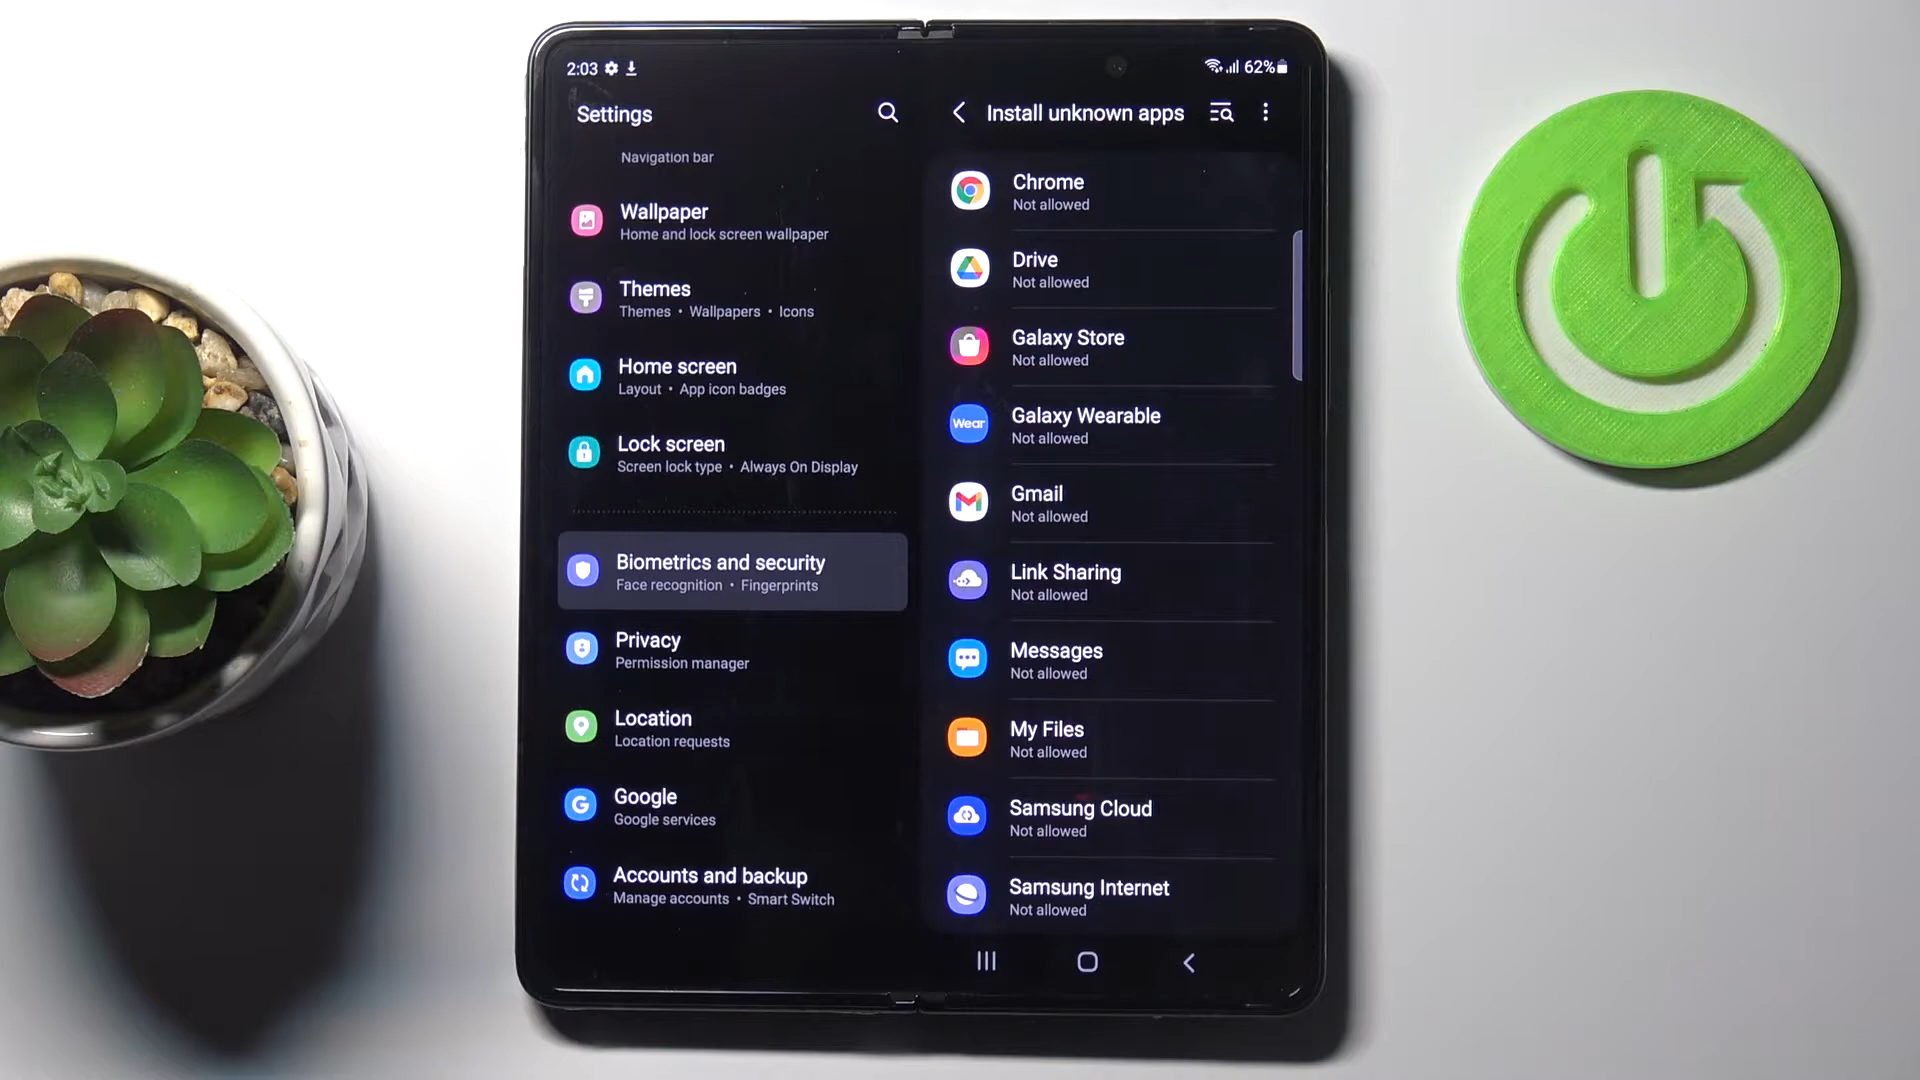 2:03
62%
Settings
Navigation bar
Wallpaper
Home and lock screen wallpaper
Themes
Themes • Wallpapers • Icons
Home screen
Layout • App icon badges
Lock screen
Screen lock type • Always On Display
Biometrics and security
Face recognition • Fingerprints
Privacy
Permission manager
Location
Location requests
Google
Google services
Accounts and backup
Manage accounts • Smart Switch
Install unknown apps
Chrome
Not allowed
Drive
Not allowed
Galaxy Store
Not allowed
Wear
Galaxy Wearable
Not allowed
Gmail
Not allowed
Link Sharing
Not allowed
Messages
Not allowed
My Files
Not allowed
Samsung Cloud
Not allowed
Samsung Internet
Not allowed